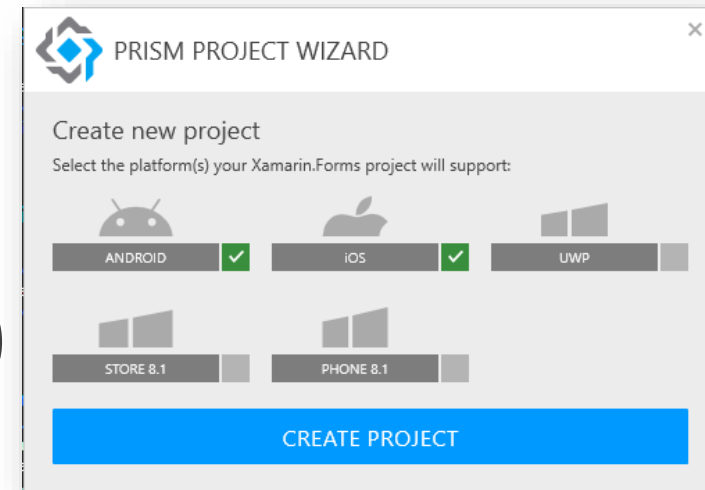 PRISM PROJECT WIZARD
Create new project
Select the platform(s) your Xamarin.Forms project will support:
ANDROID
iOS
UWP
STORE 8.1
PHONE 8.1
CREATE PROJECT